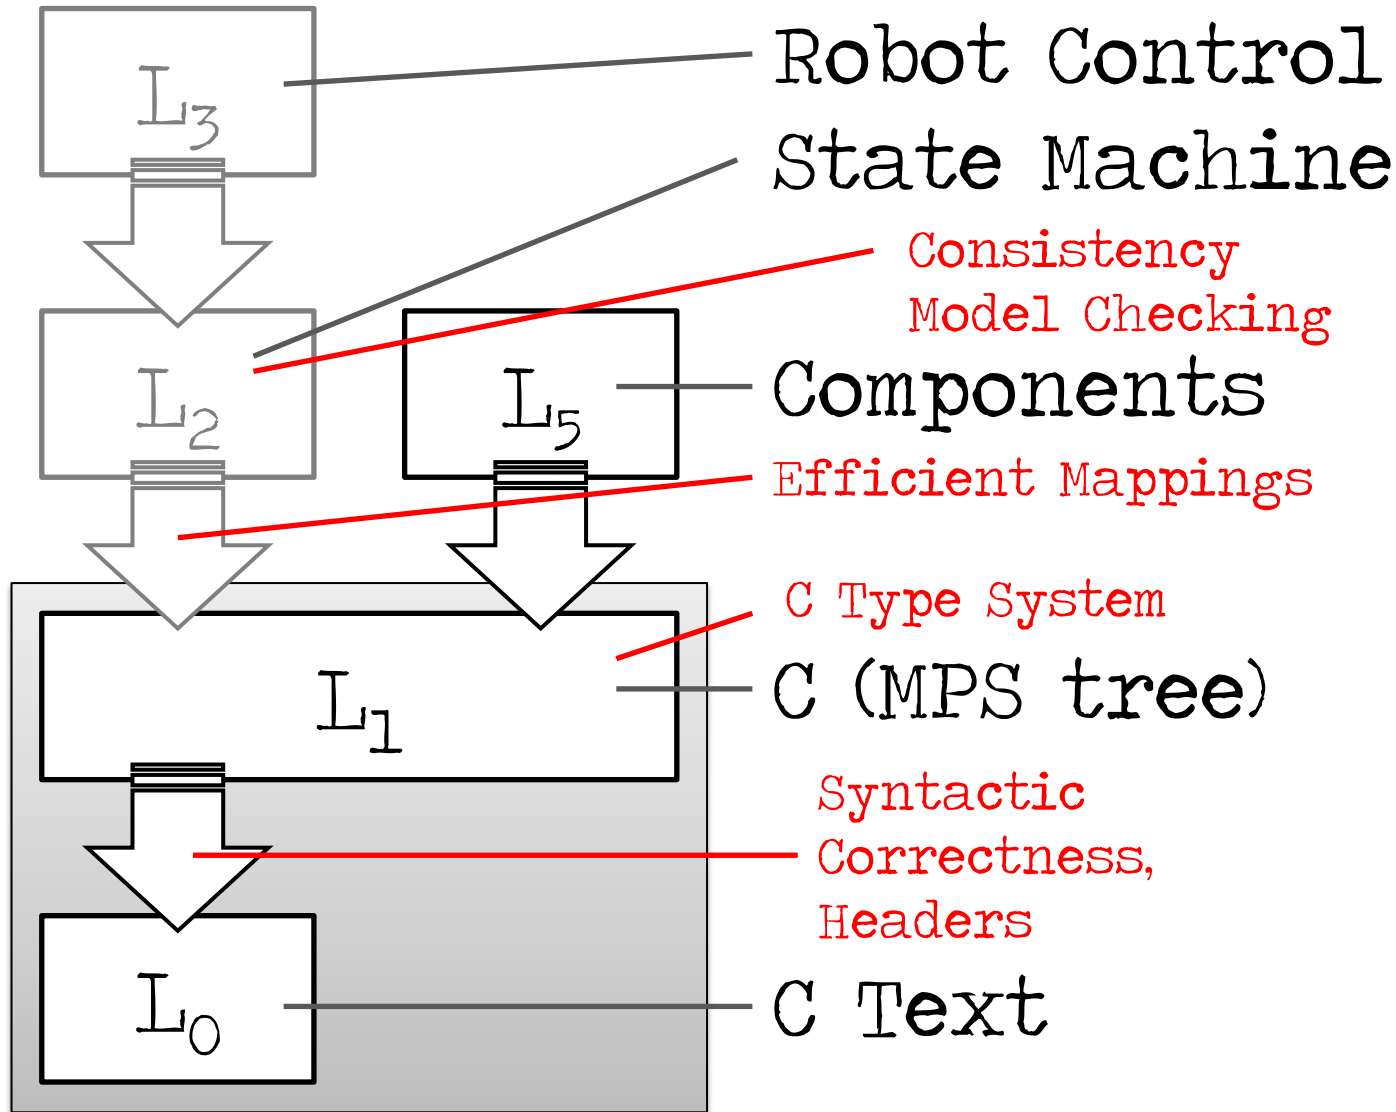 L3
Robot Control
State Machine
Consistency
Model Checking
L2
L5
Components
Efficient Mappings
C Type System
L1
C (MPS tree)
Syntactic
Correctness,
Headers
L0
C Text